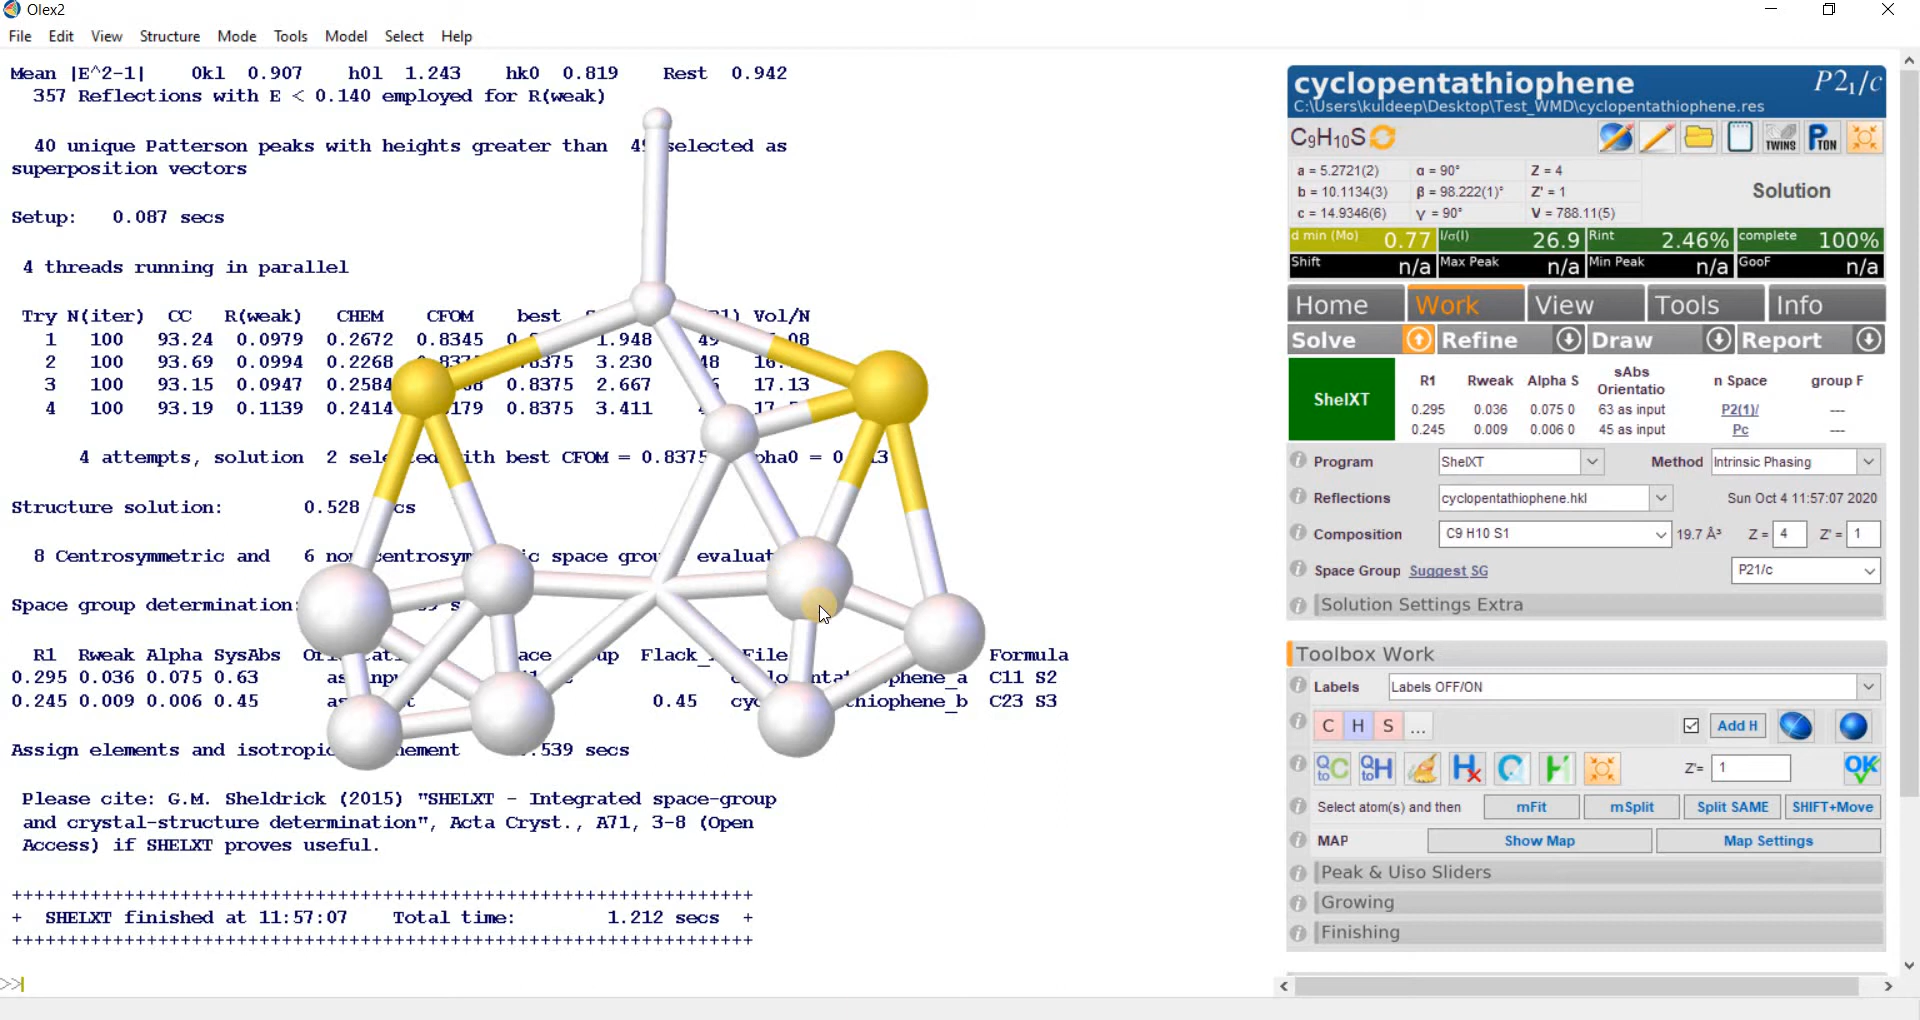 Olex2
File Edit View Structure Mode Tools Model Select Help
Mean |E^2-1| 0kl 0.907 h0l 1.243 hk0 0.819 Rest 0.942
357 Reflections with E < 0.140 employed for R(weak)
40 unique Patterson peaks with heights greater than selected as
superposition vectors
Setup: 0.087 secs
4 threads running in parallel
Try N(iter) CC R(weak) CHEM CFOM best Vol/N
1 100 93.24 0.0979 0.2672 0.8345 1.948
2 100 93.69 0.0994 0.2268 3.230
3 100 93.15 0.0947 0.2584 0.8375 2.667 17.13
4 100 93.19 0.1139 0.2414 0.8375 3.411
4 attempts, solution 2 with best CFOM =
Structure solution: 0.528
8 Centrosymmetric and 6 space
Space group determination:
R1 Rweak Alpha SysAbs Flack_ File Formula
0.295 0.036 0.075 0.63 as C11 S2
0.245 0.009 0.006 0.45 0.45 C23 S3
Assign elements and isotropic
Please cite: G.M. Sheldrick (2015) "SHELXT - Integrated space-group
and crystal-structure determination", Acta Cryst., A71, 3-8 (Open
Access) if SHELXT proves useful.
++++++++++++++++++++++++++++++++++++++++++++++++++++++++++++++++++
+ SHELXT finished at 11:57:07 Total time: 1.212 secs +
++++++++++++++++++++++++++++++++++++++++++++++++++++++++++++++++++
>>
cyclopentathiophene P2₁/c
C:\Users\kuldeep\Desktop\Test_WMD\cyclopentathiophene.res
C₉H₁₀S TWINS PTON
a = 5.2721(2) α = 90° Z = 4
b = 10.1134(3) β = 98.222(1)° Z' = 1
c = 14.9346(6) γ = 90° V = 788.11(5)
Solution
d min (Mo) 0.77 I/σ(I) 26.9 Rint 2.46% complete 100%
Shift n/a Max Peak n/a Min Peak n/a GooF n/a
Home Work View Tools Info
Solve Refine Draw Report
ShelXT
R1 Rweak Alpha S sAbs Orientatio n Space group F
0.295 0.036 0.075 0 63 as input P2(1)/ ---
0.245 0.009 0.006 0 45 as input Pc ---
Program ShelXT Method Intrinsic Phasing
Reflections cyclopentathiophene.hkl Sun Oct 4 11:57:07 2020
Composition C9 H10 S1 19.7 Å³ Z = 4 Z' = 1
Space Group Suggest SG P21/c
Solution Settings Extra
Toolbox Work
Labels Labels OFF/ON
C H S ... Add H
Q to C Q to H Z'= 1 OK
Select atom(s) and then mFit mSplit Split SAME SHIFT+Move
MAP Show Map Map Settings
Peak & Uiso Sliders
Growing
Finishing